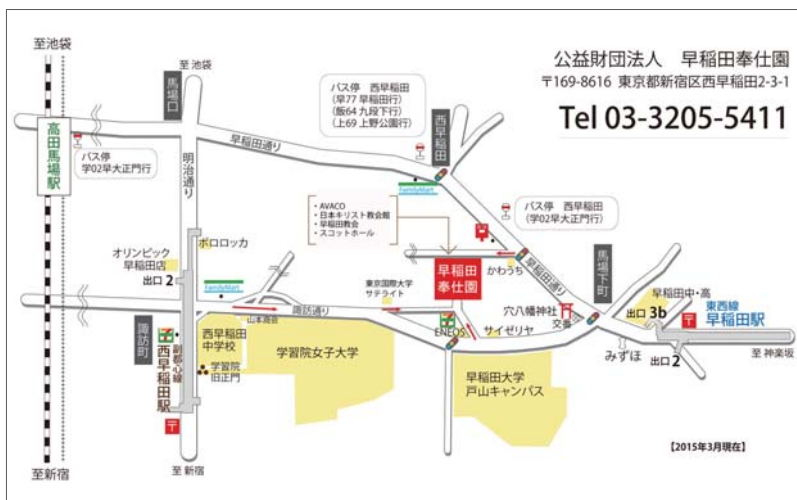 至池袋
至 池袋
馬場口
公益財団法人　早稲田奉仕園
〒169-8616 東京都新宿区西早稲田2-3-1
Tel 03-3205-5411
バス停 西早稲田
(早77 早稲田行)
(飯64 九段下行)
(上69 上野公園行)
西早稲田
高田馬場駅
バス停
学02早大正門行
明治通り
早稲田通り
FamilyMart
バス停 西早稲田
(学02早大正門行)
・AVACO
・日本キリスト教会館
・早稲田教会
・スコットホール
ポロロッカ
オリンピック
早稲田店
出口2
早稲田
奉仕園
かわうち
早稲田通り
馬場下町
FamilyMart
東京国際大学
サテライト
諏訪通り
山本商会
穴八幡神社
交番
早稲田中・高
出口 3b
東西線
早稲田駅
諏訪町
副都心線
西早稲田駅
西早稲田
中学校
学習院女子大学
学習院
旧正門
ENEOS
サイゼリヤ
みずほ
出口2
至 神楽坂
早稲田大学
戸山キャンパス
〒
〒
至新宿
至 新宿
【2015年3月現在】